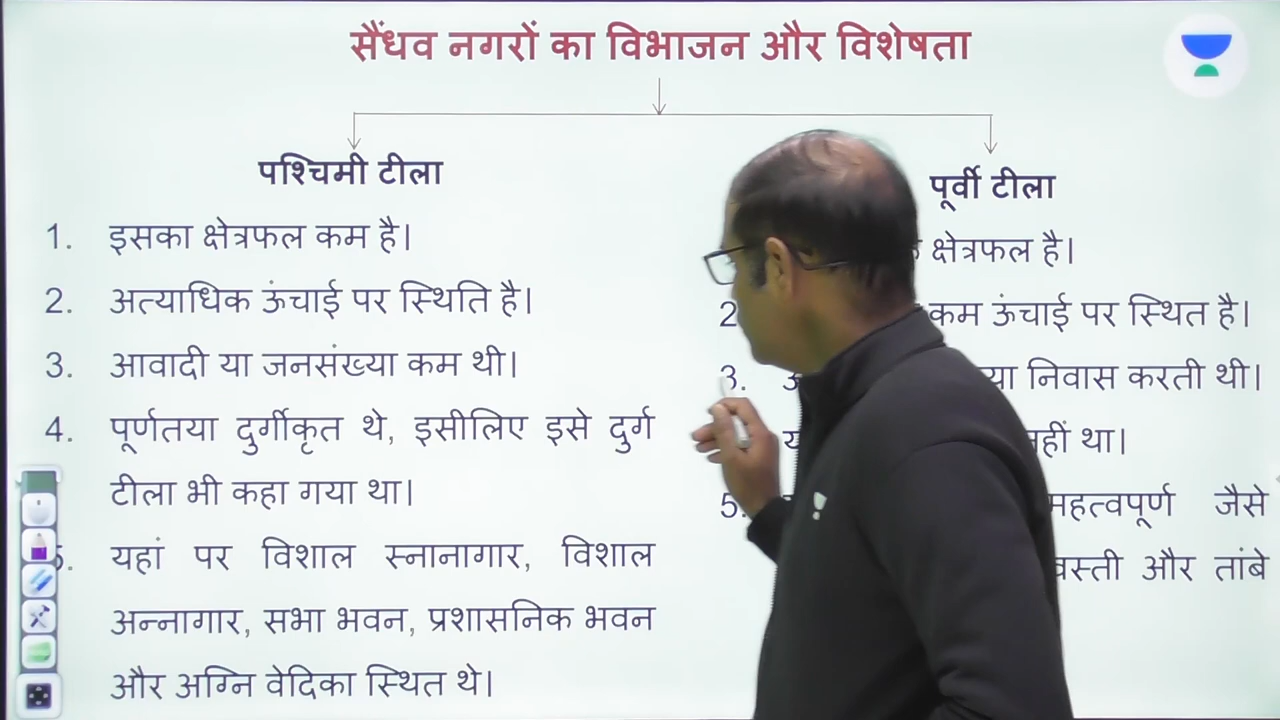 सैंधव नगरों का विभाजन और विशेषता
पश्चिमी टीला
1. इसका क्षेत्रफल कम है।
2. अत्याधिक ऊंचाई पर स्थिति है।
3. आवादी या जनसंख्या कम थी।
4. पूर्णतया दुर्गीकृत थे, इसीलिए इसे दुर्ग
टीला भी कहा गया था।
5. यहां पर विशाल स्नानागार, विशाल
अन्नागार, सभा भवन, प्रशासनिक भवन
और अग्नि वेदिका स्थित थे।
पूर्वी टीला
क्षेत्रफल है।
2 कम ऊंचाई पर स्थित है।
3. निवास करती थी।
नहीं था।
5. महत्वपूर्ण जैसे
वस्ती और तांबे